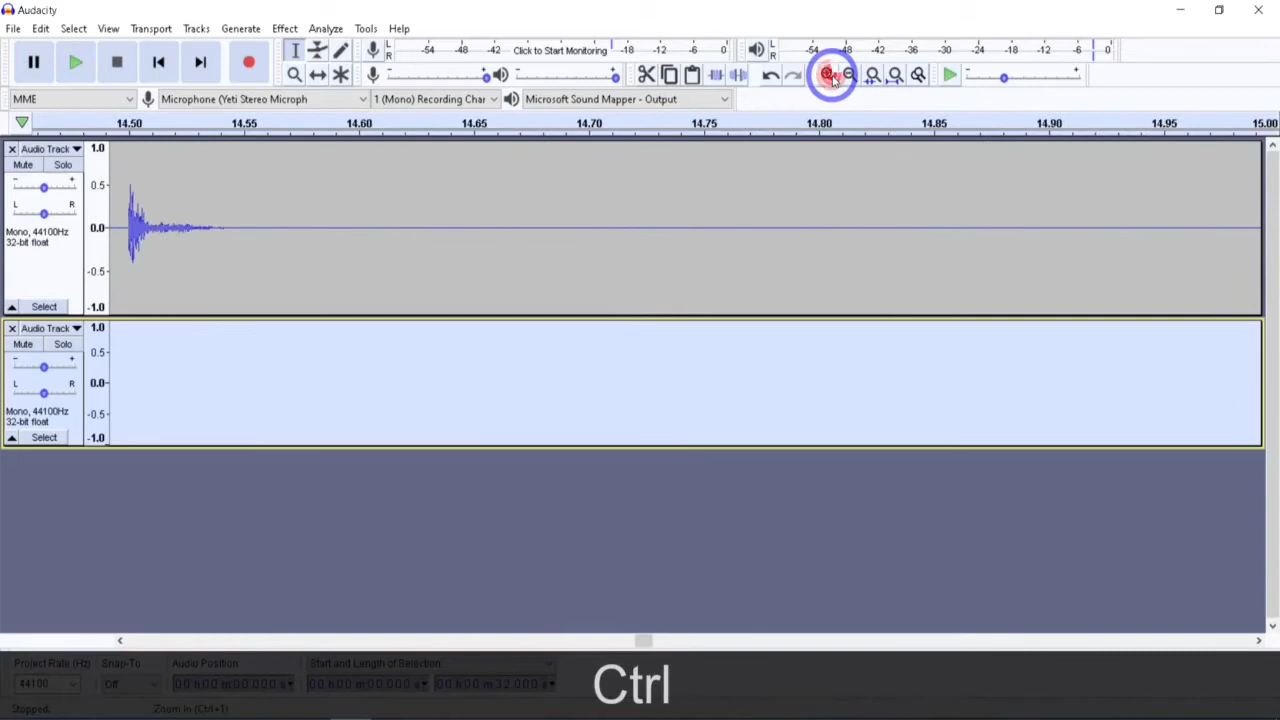 Audacity
File Edit Select View Transport Tracks Generate Effect Analyze Tools Help
L R -54 -48 -42 Click to Start Monitoring -18 -12 -6 0 L R -54 -48 -42 -36 -30 -24 -18 -12 -6 0
- + - + - +
MME Microphone (Yeti Stereo Microph 1 (Mono) Recording Char Microsoft Sound Mapper - Output
14.50 14.55 14.60 14.65 14.70 14.75 14.80 14.85 14.90 14.95 15.00
Audio Track 1.0
Mute Solo
- + 0.5
L R
0.0
Mono, 44100Hz
32-bit float
-0.5
Select -1.0
Audio Track 1.0
Mute Solo
- + 0.5
L R 0.0
Mono, 44100Hz
32-bit float
-0.5
Select -1.0
Project Rate (Hz) Snap-To Audio Position Start and Length of Selection
44100 Off 00 h 00 m 00.000 s 00 h 00 m 00.000 s 00 h 00 m 32.000 s
Ctrl
Stopped. Zoom In (Ctrl+1)